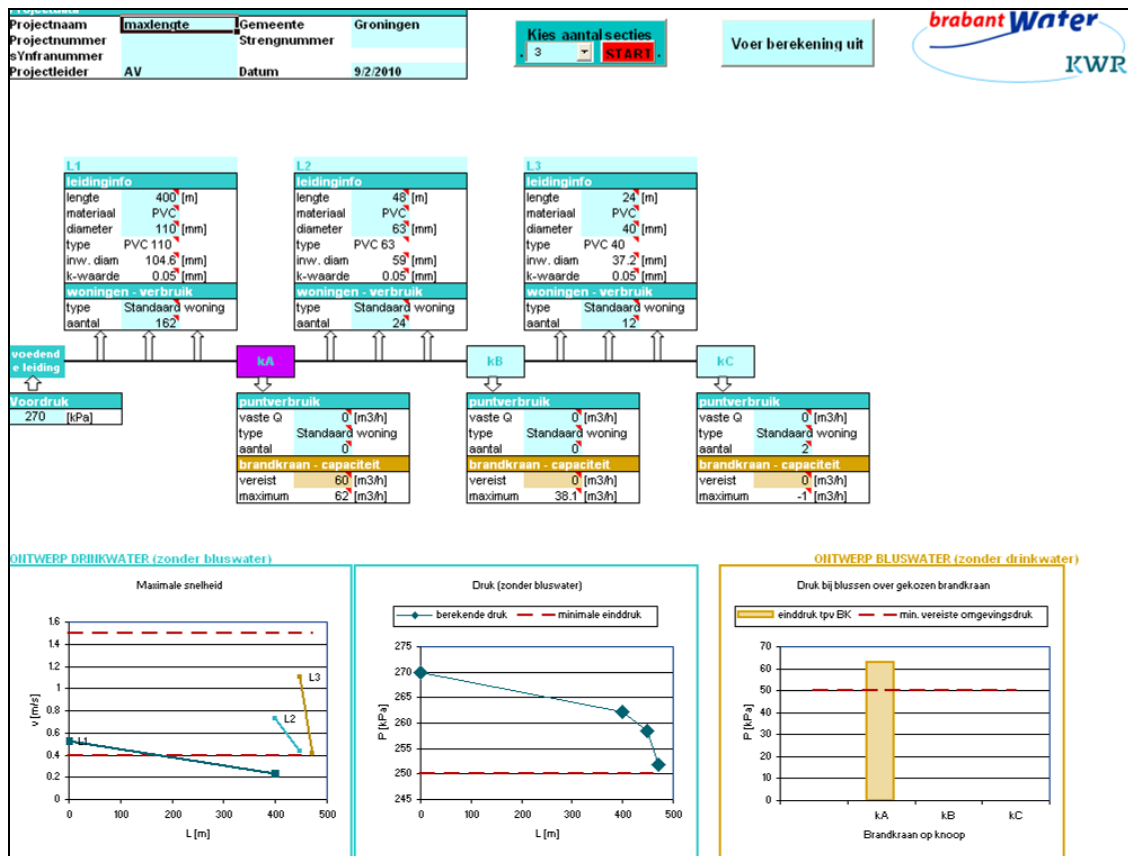 Projectdata
Projectnaam maxlengte Gemeente Groningen
Projectnummer Strengnummer
sYnfranummer
Projectleider AV Datum 9/2/2010
Kies aantal secties
3 START
Voer berekening uit
brabant Water
KWR
L1 L2 L3
leidinginfo leidinginfo leidinginfo
lengte 400 [m] lengte 48 [m] lengte 24 [m]
materiaal PVC materiaal PVC materiaal PVC
diameter 110 [mm] diameter 63 [mm] diameter 40 [mm]
type PVC 110 type PVC 63 type PVC 40
inw. diam 104.6 [mm] inw. diam 59 [mm] inw. diam 37.2 [mm]
k-waarde 0.05 [mm] k-waarde 0.05 [mm] k-waarde 0.05 [mm]
woningen - verbruik woningen - verbruik woningen - verbruik
type Standaard woning type Standaard woning type Standaard woning
aantal 162 aantal 24 aantal 12
voedend
e leiding kA kB kC
Voordruk puntverbruik puntverbruik puntverbruik
270 [kPa] vaste Q 0 [m3/h] vaste Q 0 [m3/h] vaste Q 0 [m3/h]
type Standaard woning type Standaard woning type Standaard woning
aantal 0 aantal 0 aantal 2
brandkraan - capaciteit brandkraan - capaciteit brandkraan - capaciteit
vereist 60 [m3/h] vereist 0 [m3/h] vereist 0 [m3/h]
maximum 62 [m3/h] maximum 38.1 [m3/h] maximum -1 [m3/h]
ONTWERP DRINKWATER (zonder bluswater) ONTWERP BLUSWATER (zonder drinkwater)
Maximale snelheid
1.6
1.4
1.2
1
0.8
0.6
0.4
0.2
0
v [m/s]
L1
L2
L3
0 100 200 300 400 500
L [m]
Druk (zonder bluswater)
berekende druk minimale einddruk
275
270
265
260
255
250
245
P [kPa]
0 100 200 300 400 500
L [m]
Druk bij blussen over gekozen brandkraan
einddruk tpv BK min. vereiste omgevingsdruk
70
60
50
40
30
20
10
0
P [kPa]
kA kB kC
Brandkraan op knoop